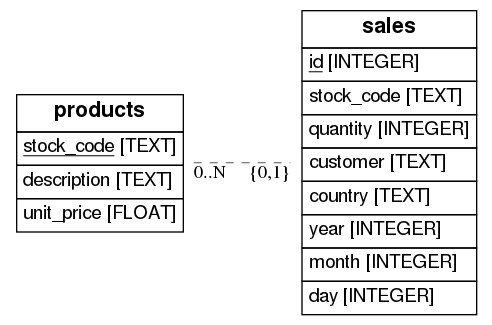 products
stock_code [TEXT]
description [TEXT]
unit_price [FLOAT]
0..N
{0,1}
sales
id [INTEGER]
stock_code [TEXT]
quantity [INTEGER]
customer [TEXT]
country [TEXT]
year [INTEGER]
month [INTEGER]
day [INTEGER]